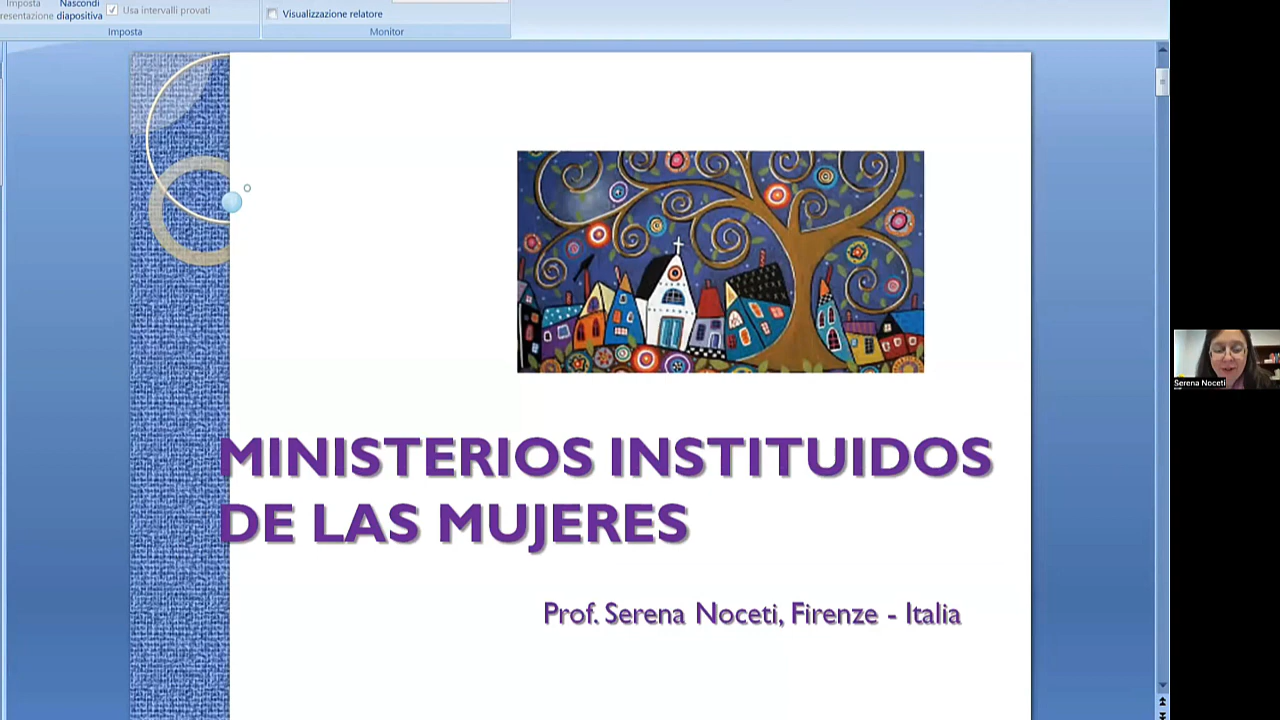 Imposta
presentazione
Nascondi
diapositiva
Usa intervalli provati
Imposta
Visualizzazione relatore
Monitor
MINISTERIOS INSTITUIDOS
DE LAS MUJERES
Prof. Serena Noceti, Firenze - Italia
Serena Noceti